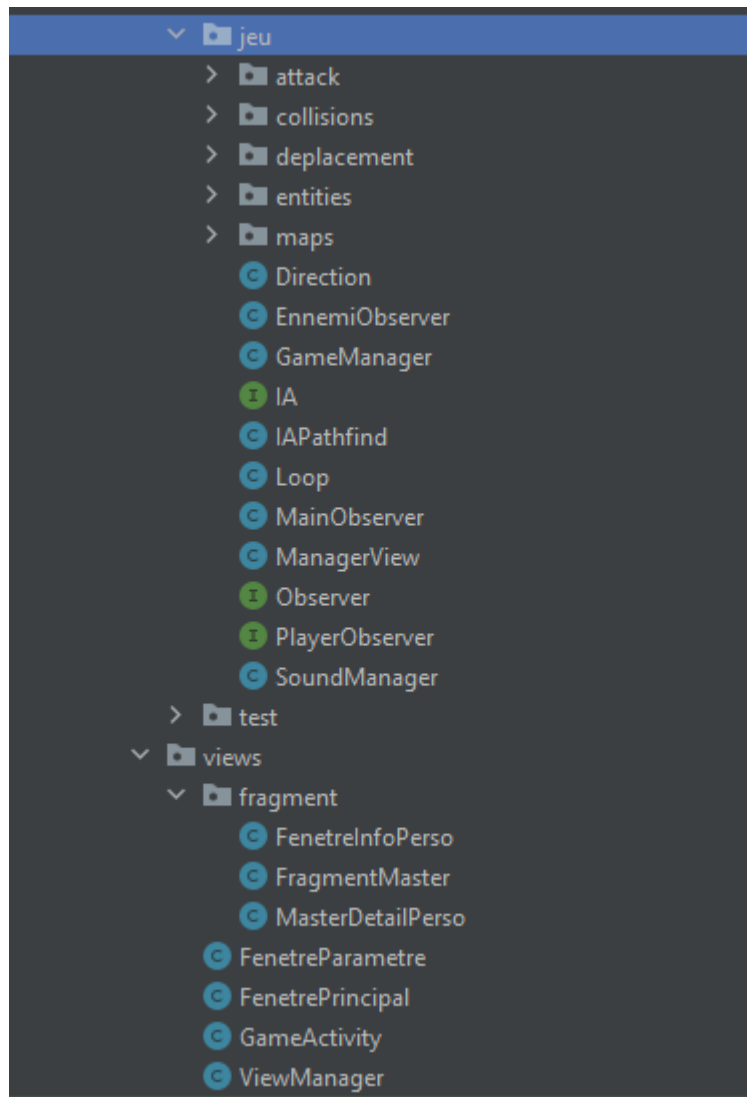 jeu
attack
collisions
deplacement
entities
maps
C Direction
C EnnemiObserver
C GameManager
I IA
C IAPathfind
C Loop
C MainObserver
C ManagerView
I Observer
I PlayerObserver
C SoundManager
test
views
fragment
C FenetreInfoPerso
C FragmentMaster
C MasterDetailPerso
C FenetreParametre
C FenetrePrincipal
C GameActivity
C ViewManager